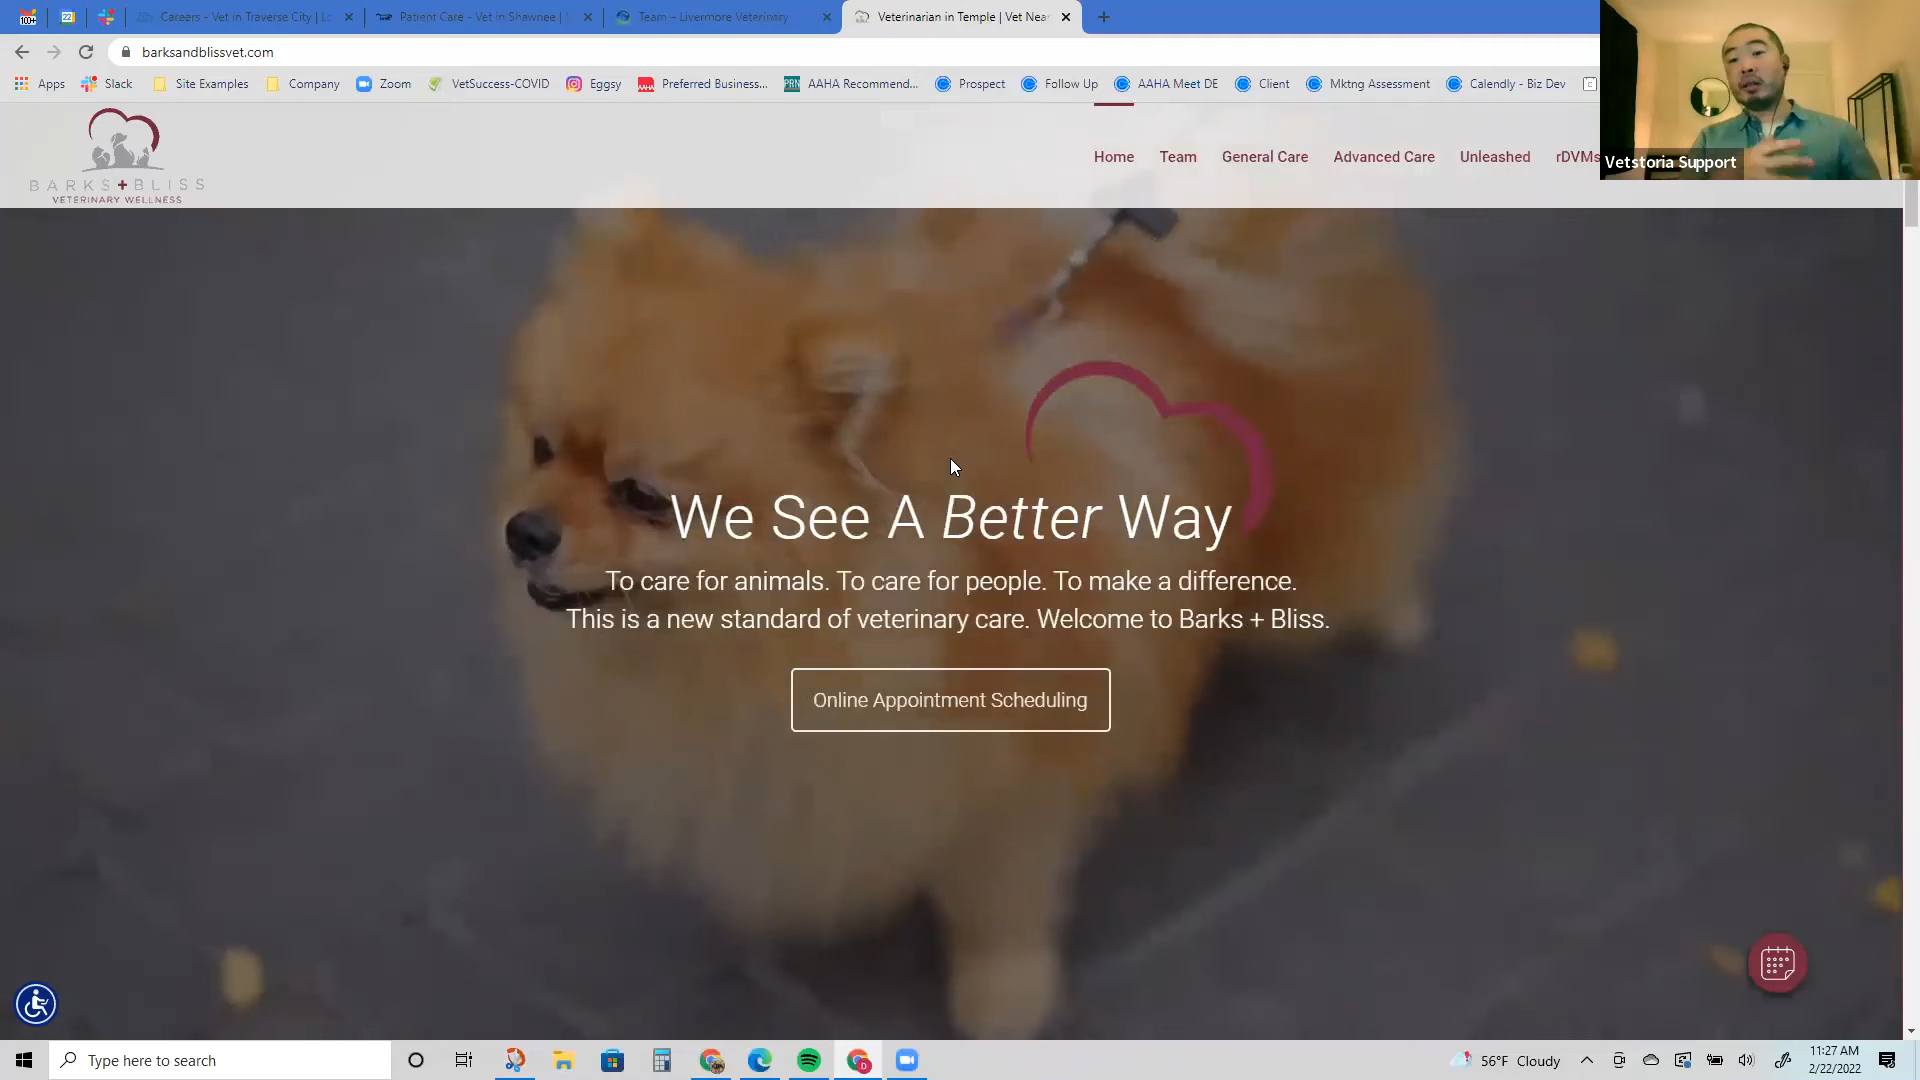 Careers - Vet in Traverse City | Lo
Patient Care - Vet in Shawnee |
Team – Livermore Veterinary
Veterinarian in Temple | Vet Near
100+
22
barksandblissvet.com
Apps
Slack
Site Examples
Company
Zoom
VetSuccess-COVID
Eggsy
Preferred Business...
AAHA Recommend...
Prospect
Follow Up
AAHA Meet DE
Client
Mktng Assessment
Calendly - Biz Dev
Vetstoria Support
BARKS+BLISS
VETERINARY WELLNESS
Home
Team
General Care
Advanced Care
Unleashed
rDVMs
We See A Better Way
To care for animals. To care for people. To make a difference.
This is a new standard of veterinary care. Welcome to Barks + Bliss.
Online Appointment Scheduling
Type here to search
56°F Cloudy
11:27 AM
2/22/2022